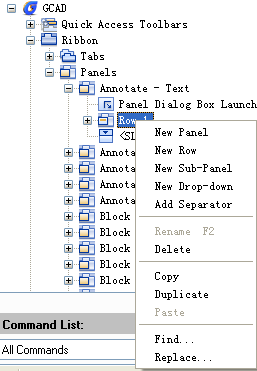 GCAD
Quick Access Toolbars
Ribbon
Tabs
Panels
Annotate - Text
Panel Dialog Box Launch
Row 1
<SL
Annota
Annota
Annota
Annota
Block
Block
Block
Block
New Panel
New Row
New Sub-Panel
New Drop-down
Add Separator
Rename F2
Delete
Copy
Duplicate
Paste
Find...
Replace...
Command List:
All Commands